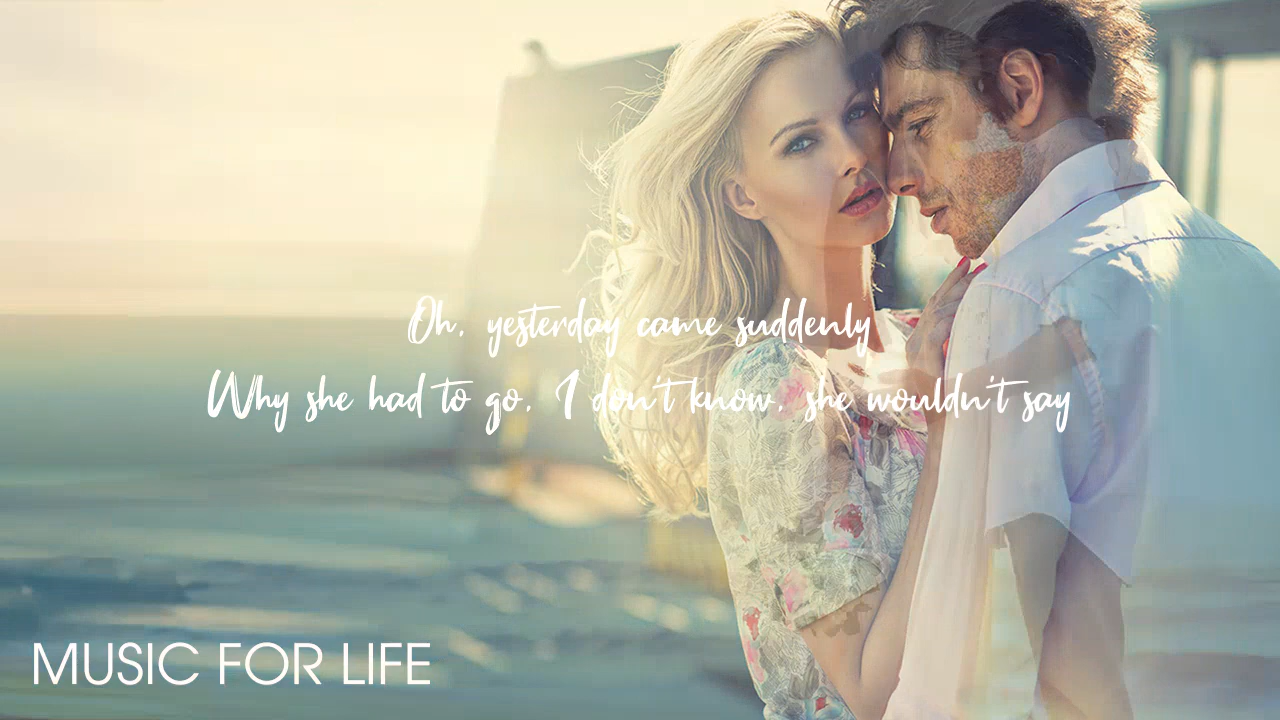 Oh, yesterday came suddenly
Why she had to go, I don't know, she wouldn't say
MUSIC FOR LIFE